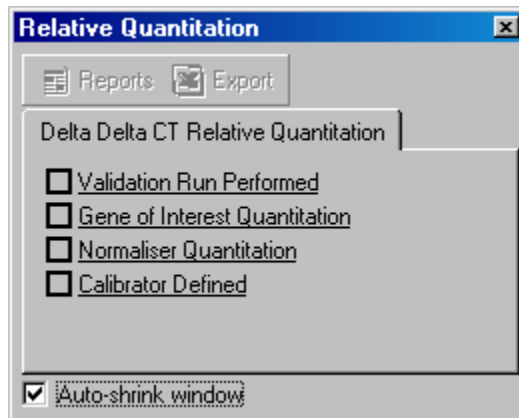 Relative Quantitation
Reports Export
Delta Delta CT Relative Quantitation
Validation Run Performed
Gene of Interest Quantitation
Normaliser Quantitation
Calibrator Defined
Auto-shrink window